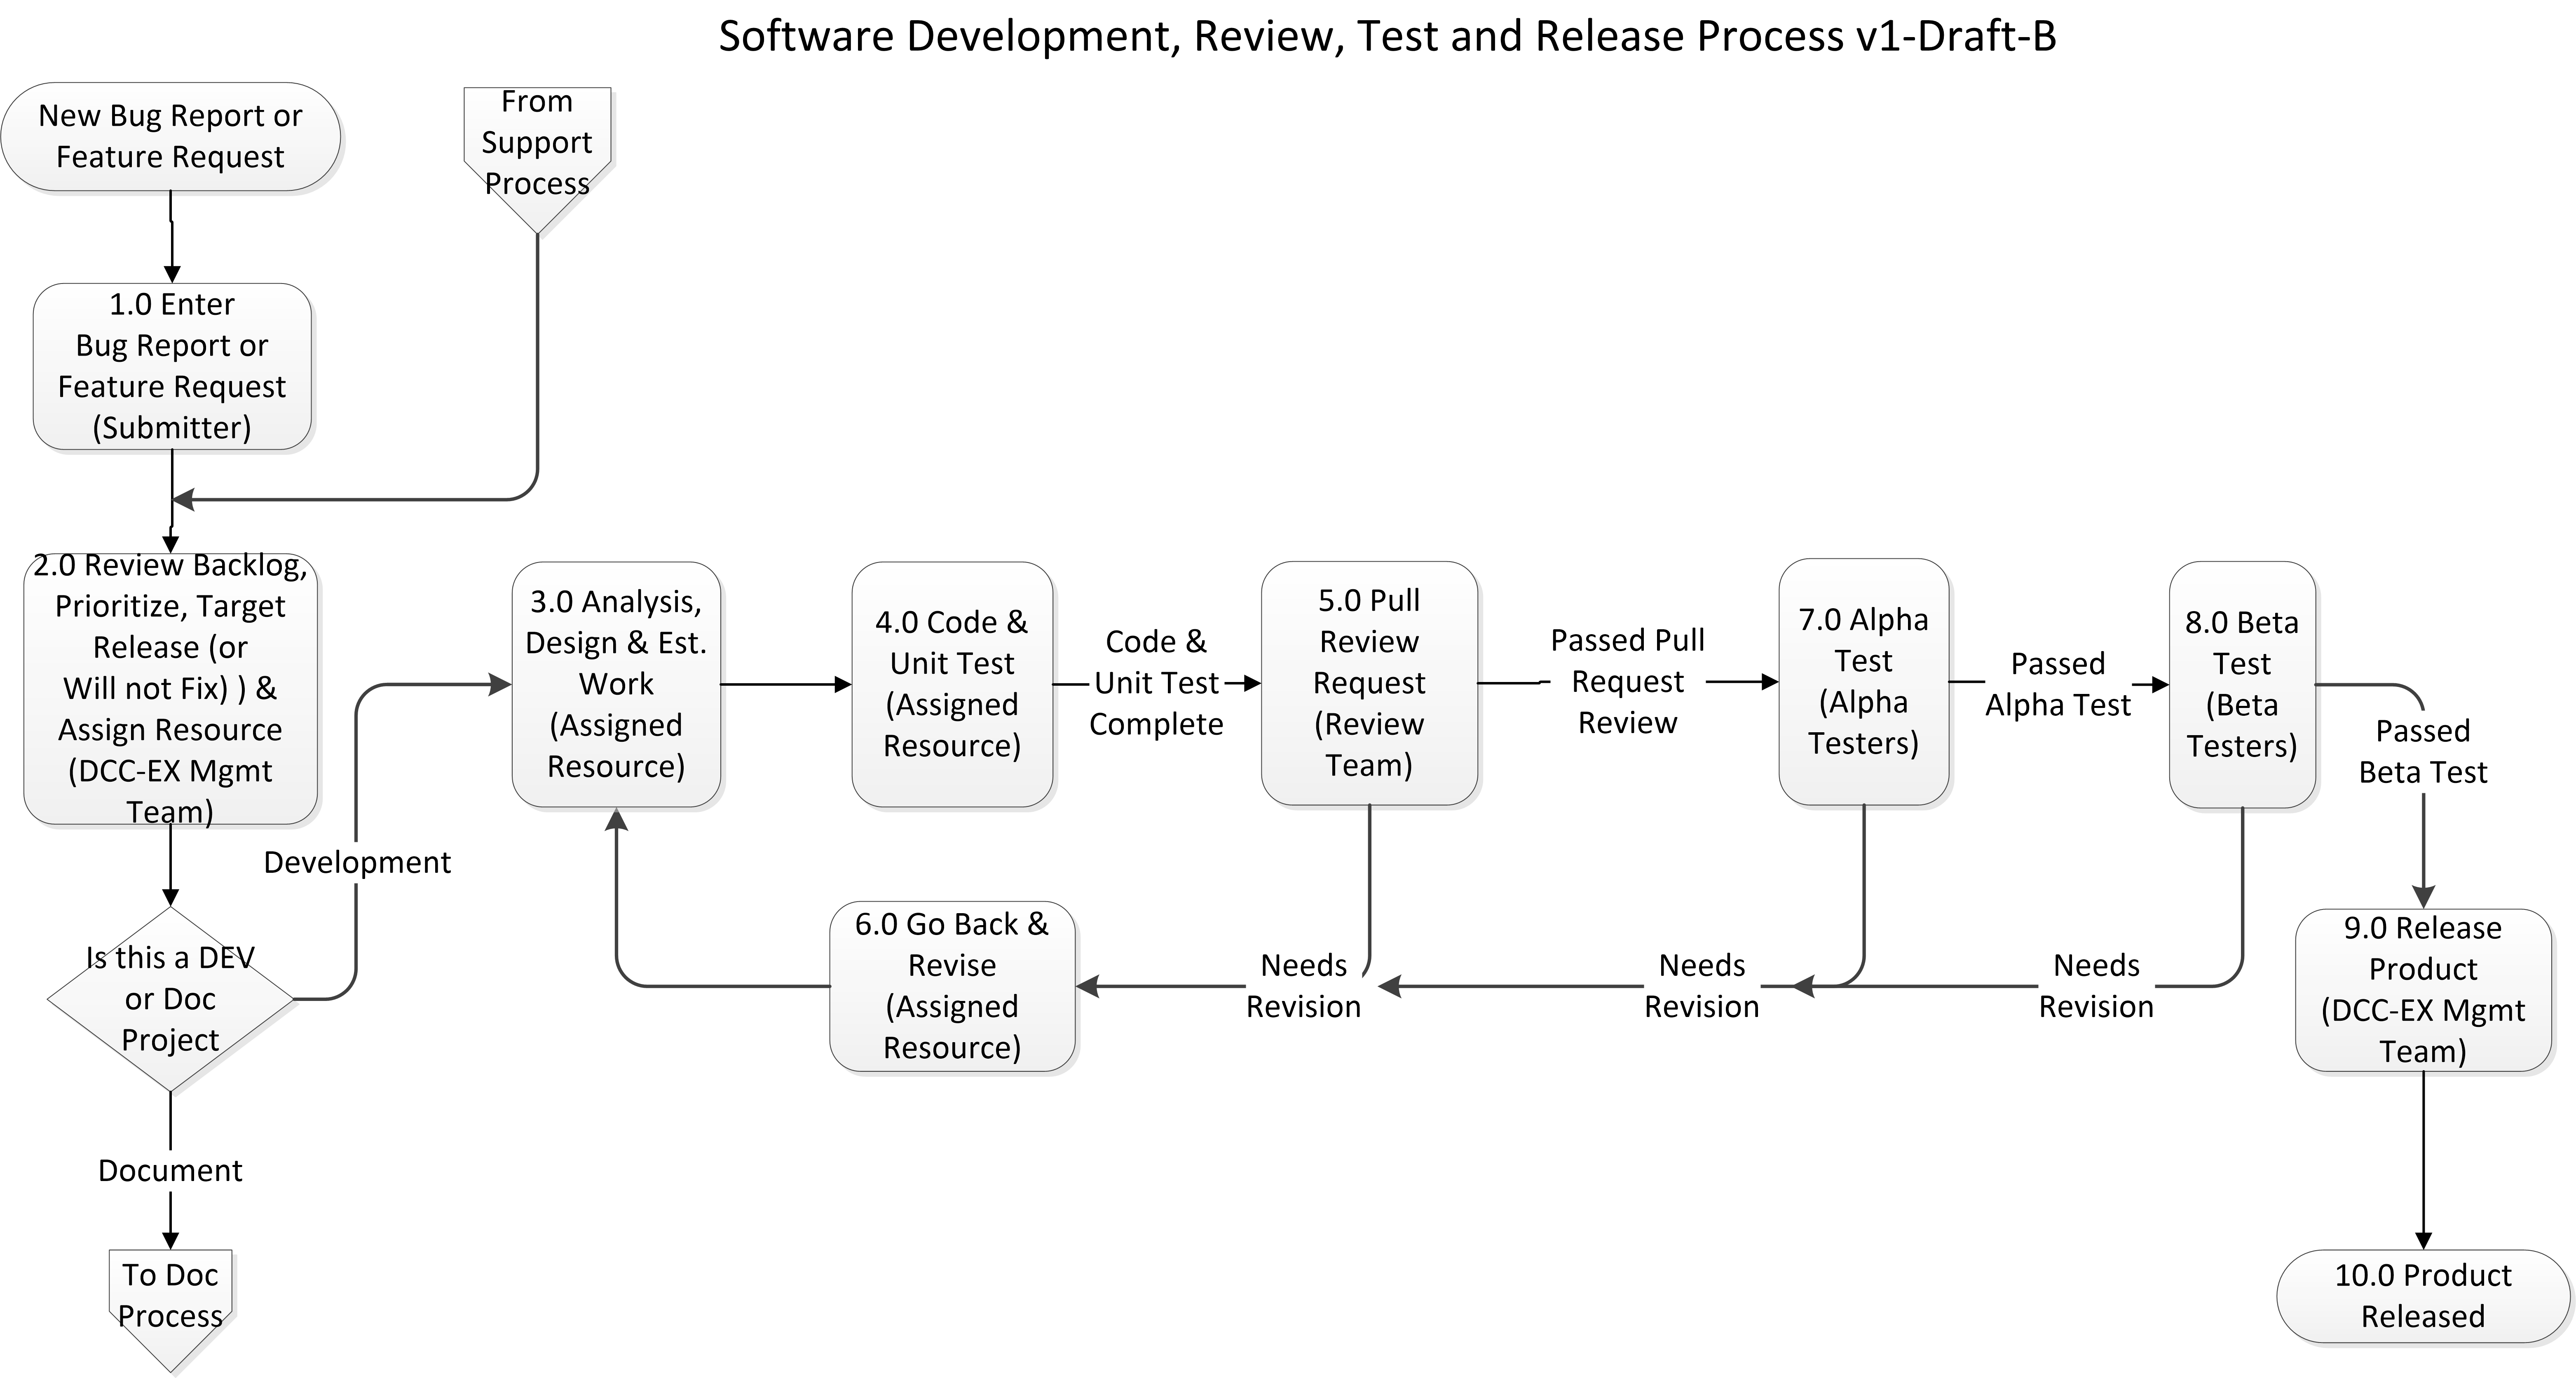 Software Development, Review, Test and Release Process v1-Draft-B
New Bug Report or
Feature Request
From
Support
Process
1.0 Enter
Bug Report or
Feature Request
(Submitter)
2.0 Review Backlog,
Prioritize, Target
Release (or
Will not Fix) ) &
Assign Resource
(DCC-EX Mgmt
Team)
Development
Is this a DEV
or Doc
Project
Document
To Doc
Process
3.0 Analysis,
Design & Est.
Work
(Assigned
Resource)
4.0 Code &
Unit Test
(Assigned
Resource)
Code &
Unit Test
Complete
5.0 Pull
Review
Request
(Review
Team)
Passed Pull
Request
Review
7.0 Alpha
Test
(Alpha
Testers)
Passed
Alpha Test
8.0 Beta
Test
(Beta
Testers)
Passed
Beta Test
6.0 Go Back &
Revise
(Assigned
Resource)
Needs
Revision
Needs
Revision
Needs
Revision
9.0 Release
Product
(DCC-EX Mgmt
Team)
10.0 Product
Released